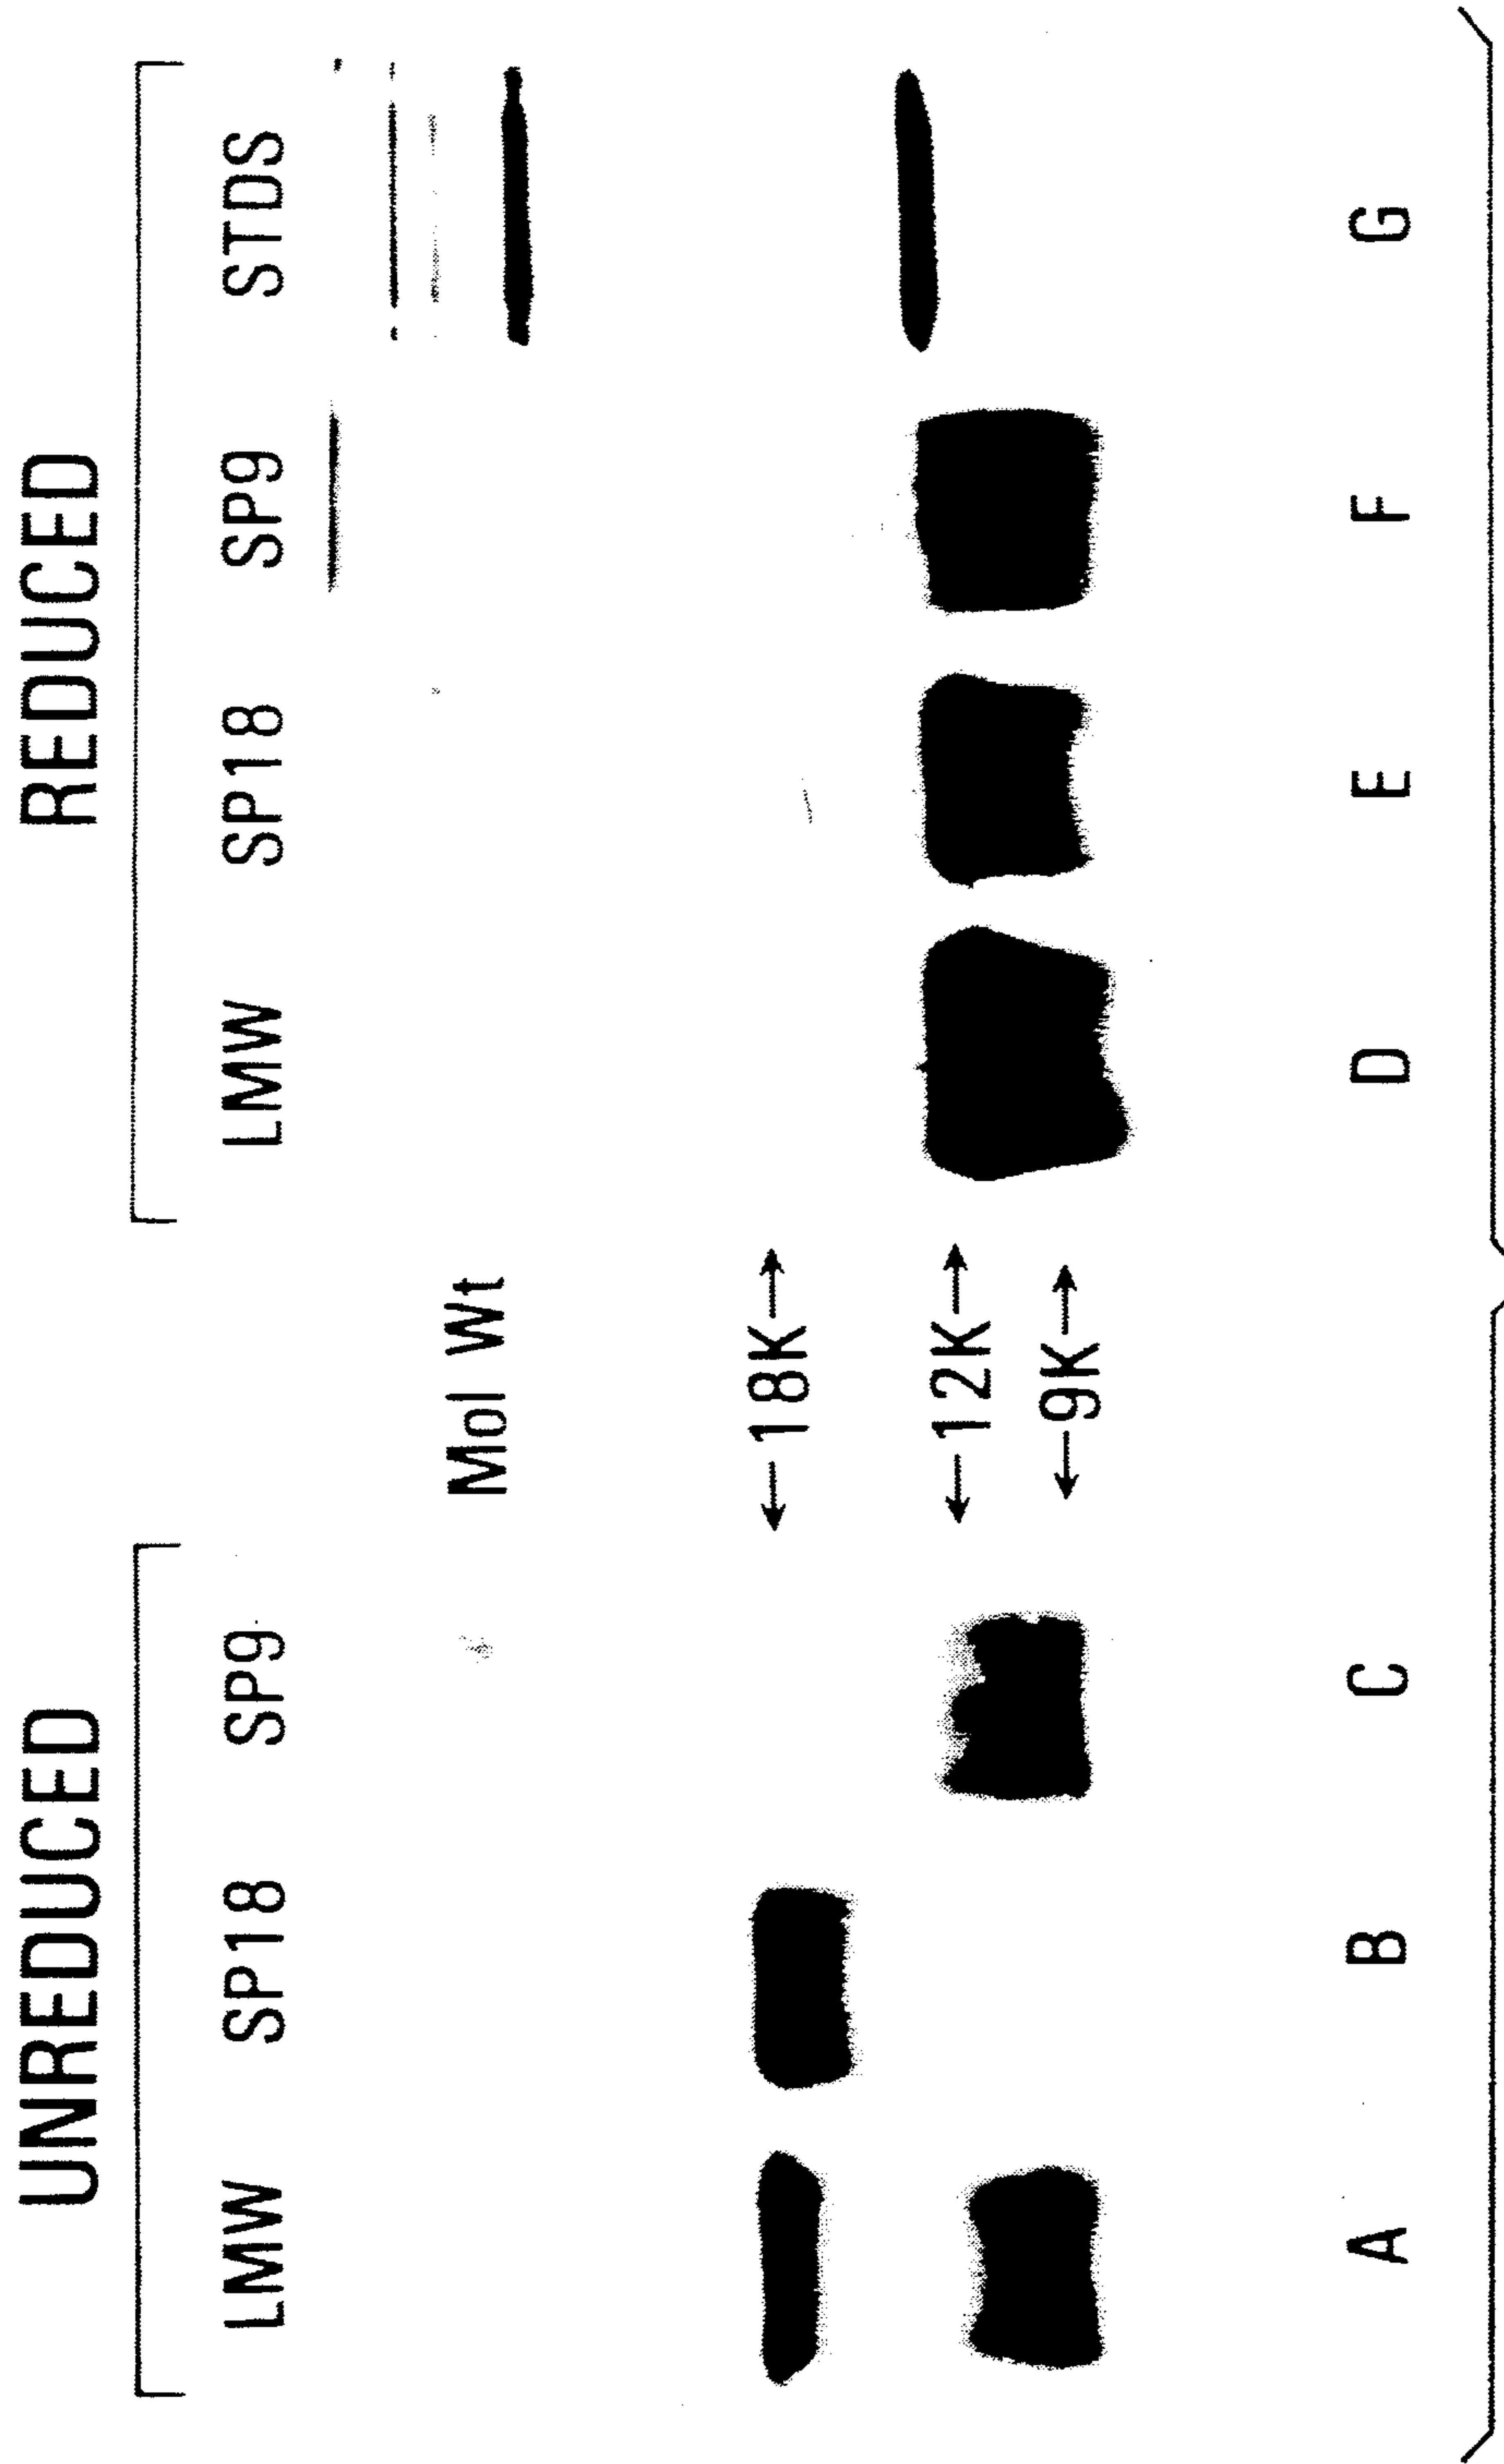 UNREDUCED REDUCED
LMW SP18 SP9 LMW SP18 SP9 STDS
Mol Wt
←18K→
←12K→
←9K→
A B C D E F G